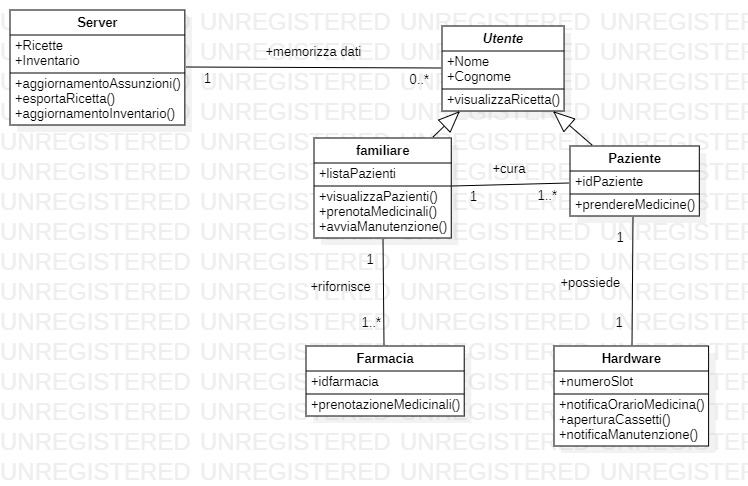 UNREGISTERED UNREGISTERED UNREGISTERED UNREGISTERED
Server
+Ricette
+Inventario
+aggiornamentoAssunzioni()
+esportaRicetta()
+aggiornamentoInventario()
+memorizza dati
1
0..*
Utente
+Nome
+Cognome
+visualizzaRicetta()
familiare
+listaPazienti
+visualizzaPazienti()
+prenotaMedicinali()
+avviaManutenzione()
+cura
1
1..*
Paziente
+idPaziente
+prendereMedicine()
1
+rifornisce
1..*
1
+possiede
1
Farmacia
+idfarmacia
+prenotazioneMedicinali()
Hardware
+numeroSlot
+notificaOrarioMedicina()
+aperturaCassetti()
+notificaManutenzione()